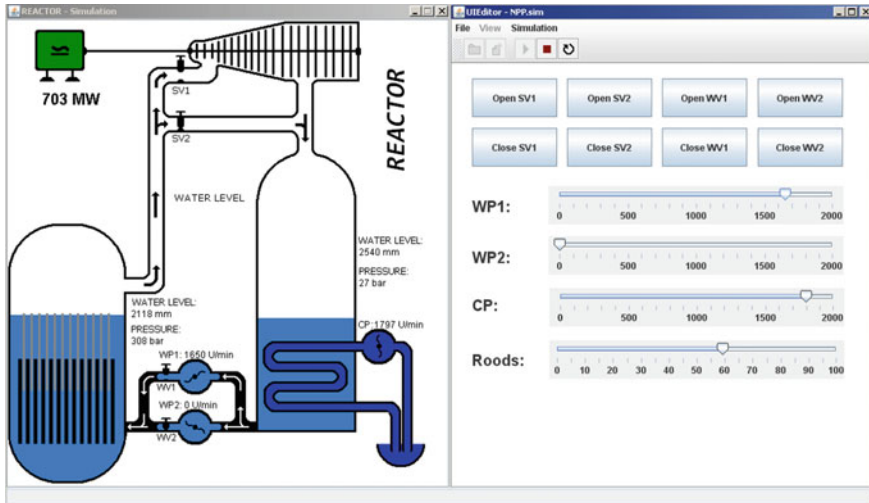 REACTOR - Simulation
703 MW
SV1
SV2
REACTOR
WATER LEVEL
WATER LEVEL:
2540 mm
PRESSURE:
27 bar
WATER LEVEL:
2118 mm
PRESSURE:
308 bar
CP:1797 U/min
WP1: 1650 U/min
WV1
WP2: 0 U/min
WV2
UIEditor - NPP.sim
File View Simulation
Open SV1 Open SV2 Open WV1 Open WV2
Close SV1 Close SV2 Close WV1 Close WV2
WP1:
0 500 1000 1500 2000
WP2:
0 500 1000 1500 2000
CP:
0 500 1000 1500 2000
Roods:
0 10 20 30 40 50 60 70 80 90 100